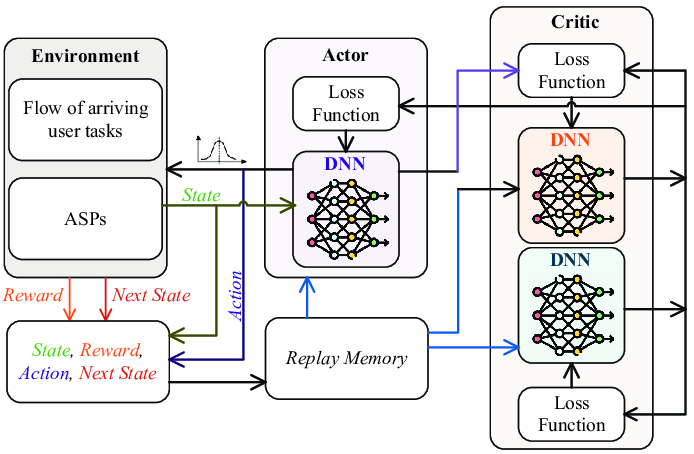 Environment
Flow of arriving
user tasks
ASPs
State
Reward
Next State
Action
State, Reward,
Action, Next State
Actor
Loss
Function
DNN
Replay Memory
Critic
Loss
Function
DNN
DNN
Loss
Function